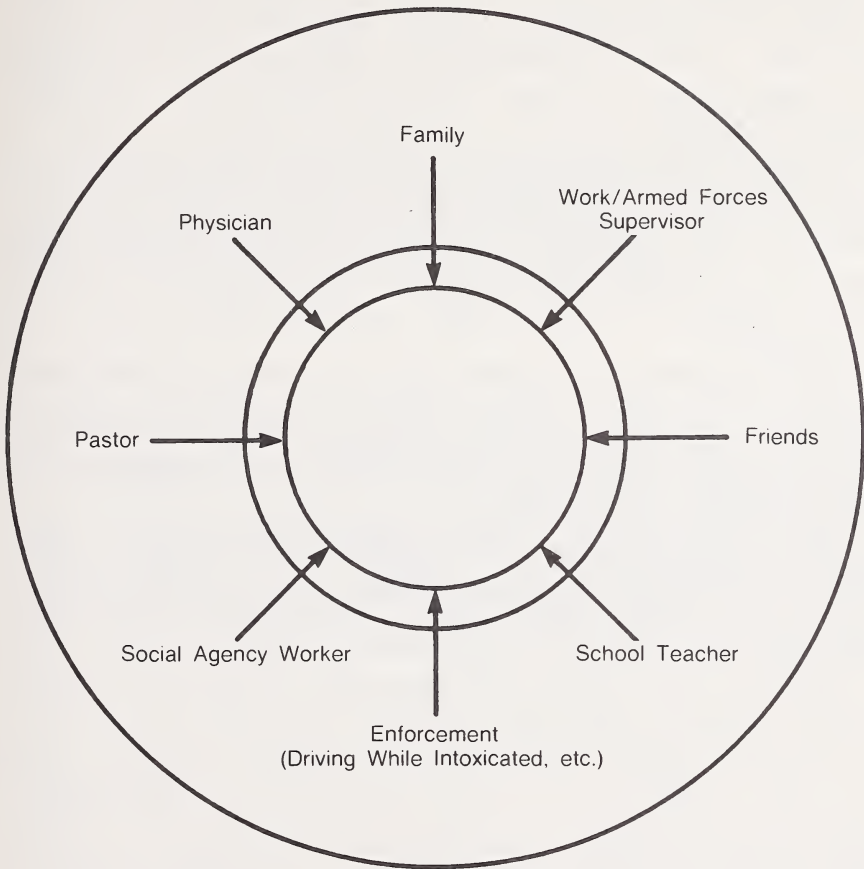 Family
Work/Armed Forces
Supervisor
Physician
Pastor
Friends
Social Agency Worker
School Teacher
Enforcement
(Driving While Intoxicated, etc.)